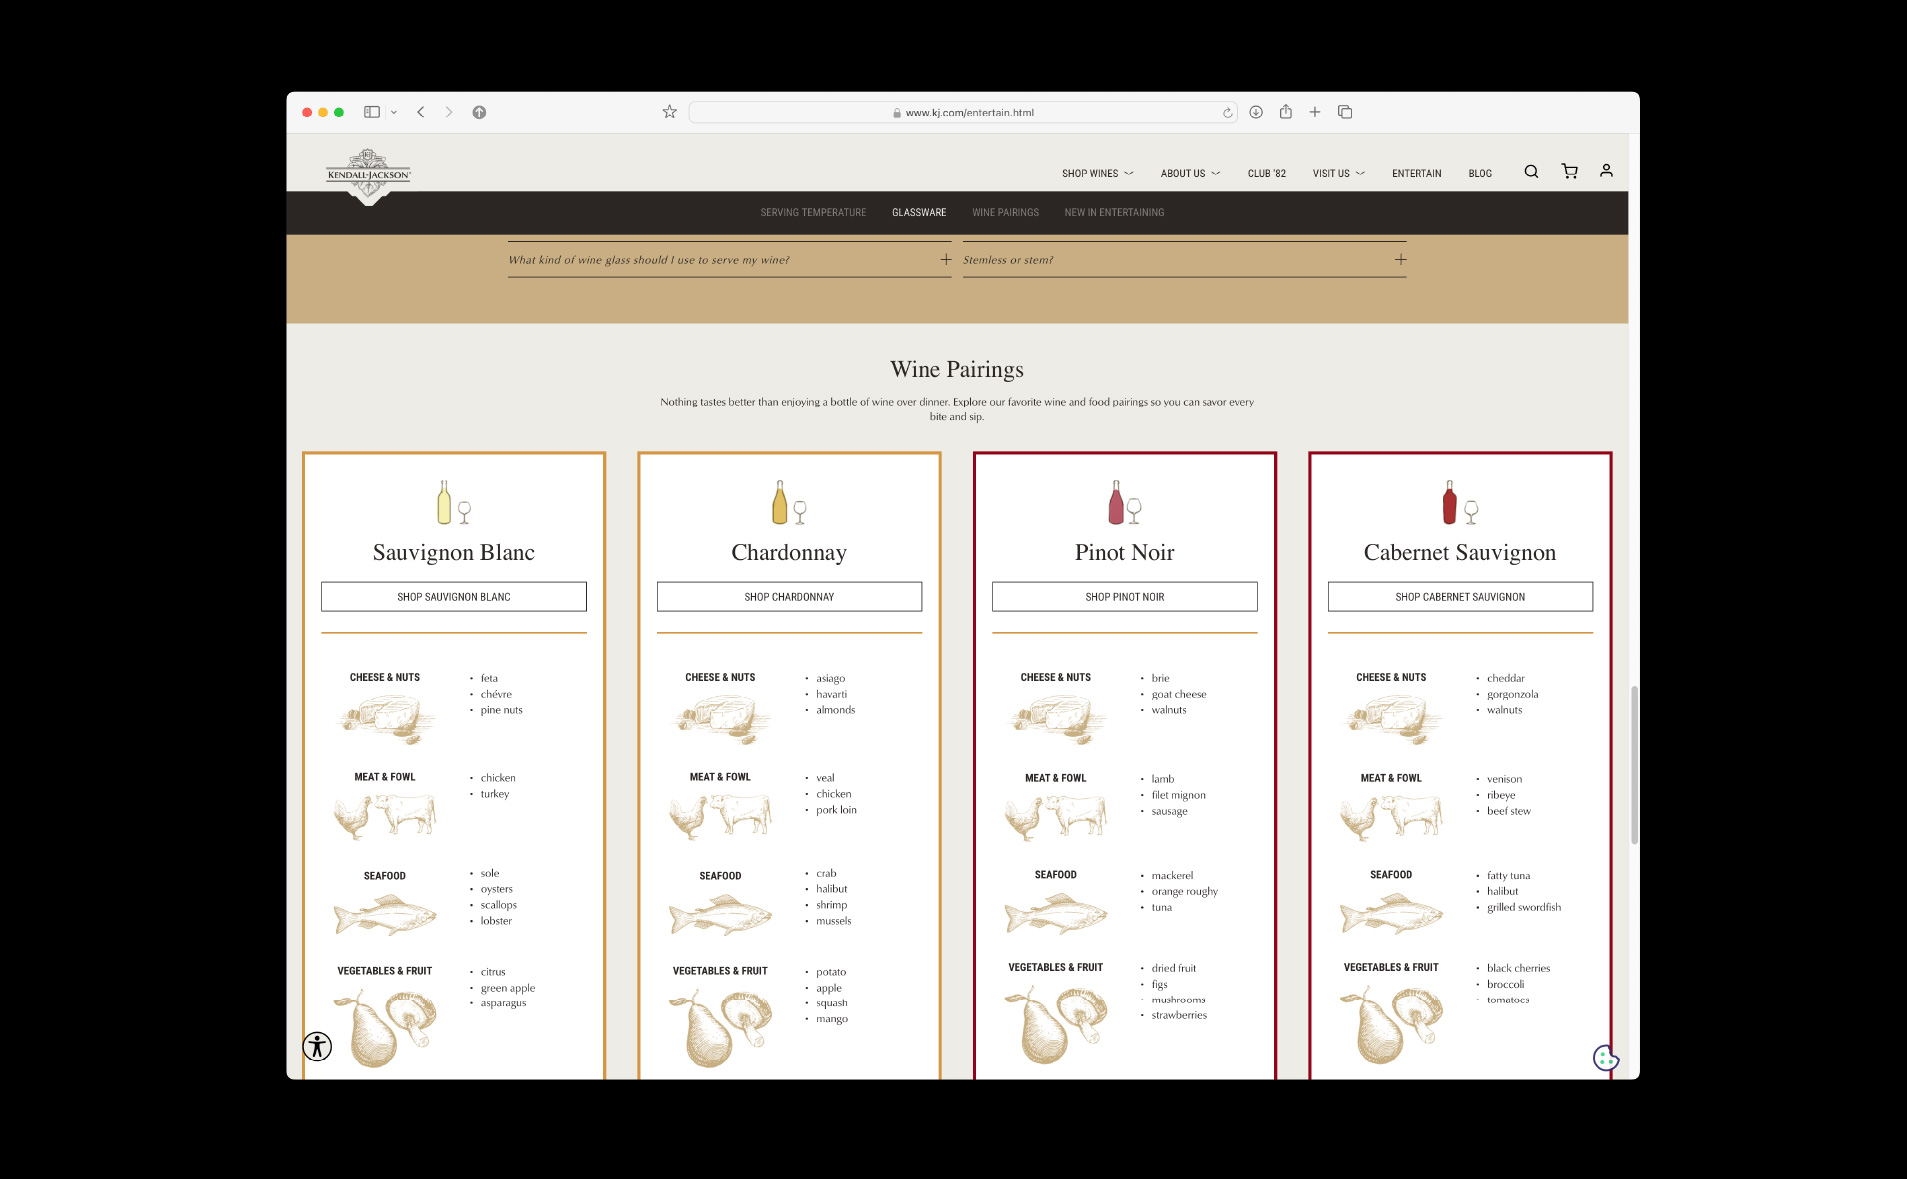 www.kj.com/entertain.html
KENDALL-JACKSON
SHOP WINES
ABOUT US
CLUB '82
VISIT US
ENTERTAIN
BLOG
SERVING TEMPERATURE
GLASSWARE
WINE PAIRINGS
NEW IN ENTERTAINING
What kind of wine glass should I use to serve my wine?
Stemless or stem?
Wine Pairings
Nothing tastes better than enjoying a bottle of wine over dinner. Explore our favorite wine and food pairings so you can savor every
bite and sip.
Sauvignon Blanc
SHOP SAUVIGNON BLANC
CHEESE & NUTS
• feta
• chévre
• pine nuts
MEAT & FOWL
• chicken
• turkey
SEAFOOD
• sole
• oysters
• scallops
• lobster
VEGETABLES & FRUIT
• citrus
• green apple
• asparagus
Chardonnay
SHOP CHARDONNAY
CHEESE & NUTS
• asiago
• havarti
• almonds
MEAT & FOWL
• veal
• chicken
• pork loin
SEAFOOD
• crab
• halibut
• shrimp
• mussels
VEGETABLES & FRUIT
• potato
• apple
• squash
• mango
Pinot Noir
SHOP PINOT NOIR
CHEESE & NUTS
• brie
• goat cheese
• walnuts
MEAT & FOWL
• lamb
• filet mignon
• sausage
SEAFOOD
• mackerel
• orange roughy
• tuna
VEGETABLES & FRUIT
• dried fruit
• figs
• mushrooms
• strawberries
Cabernet Sauvignon
SHOP CABERNET SAUVIGNON
CHEESE & NUTS
• cheddar
• gorgonzola
• walnuts
MEAT & FOWL
• venison
• ribeye
• beef stew
SEAFOOD
• fatty tuna
• halibut
• grilled swordfish
VEGETABLES & FRUIT
• black cherries
• broccoli
• tomatoes